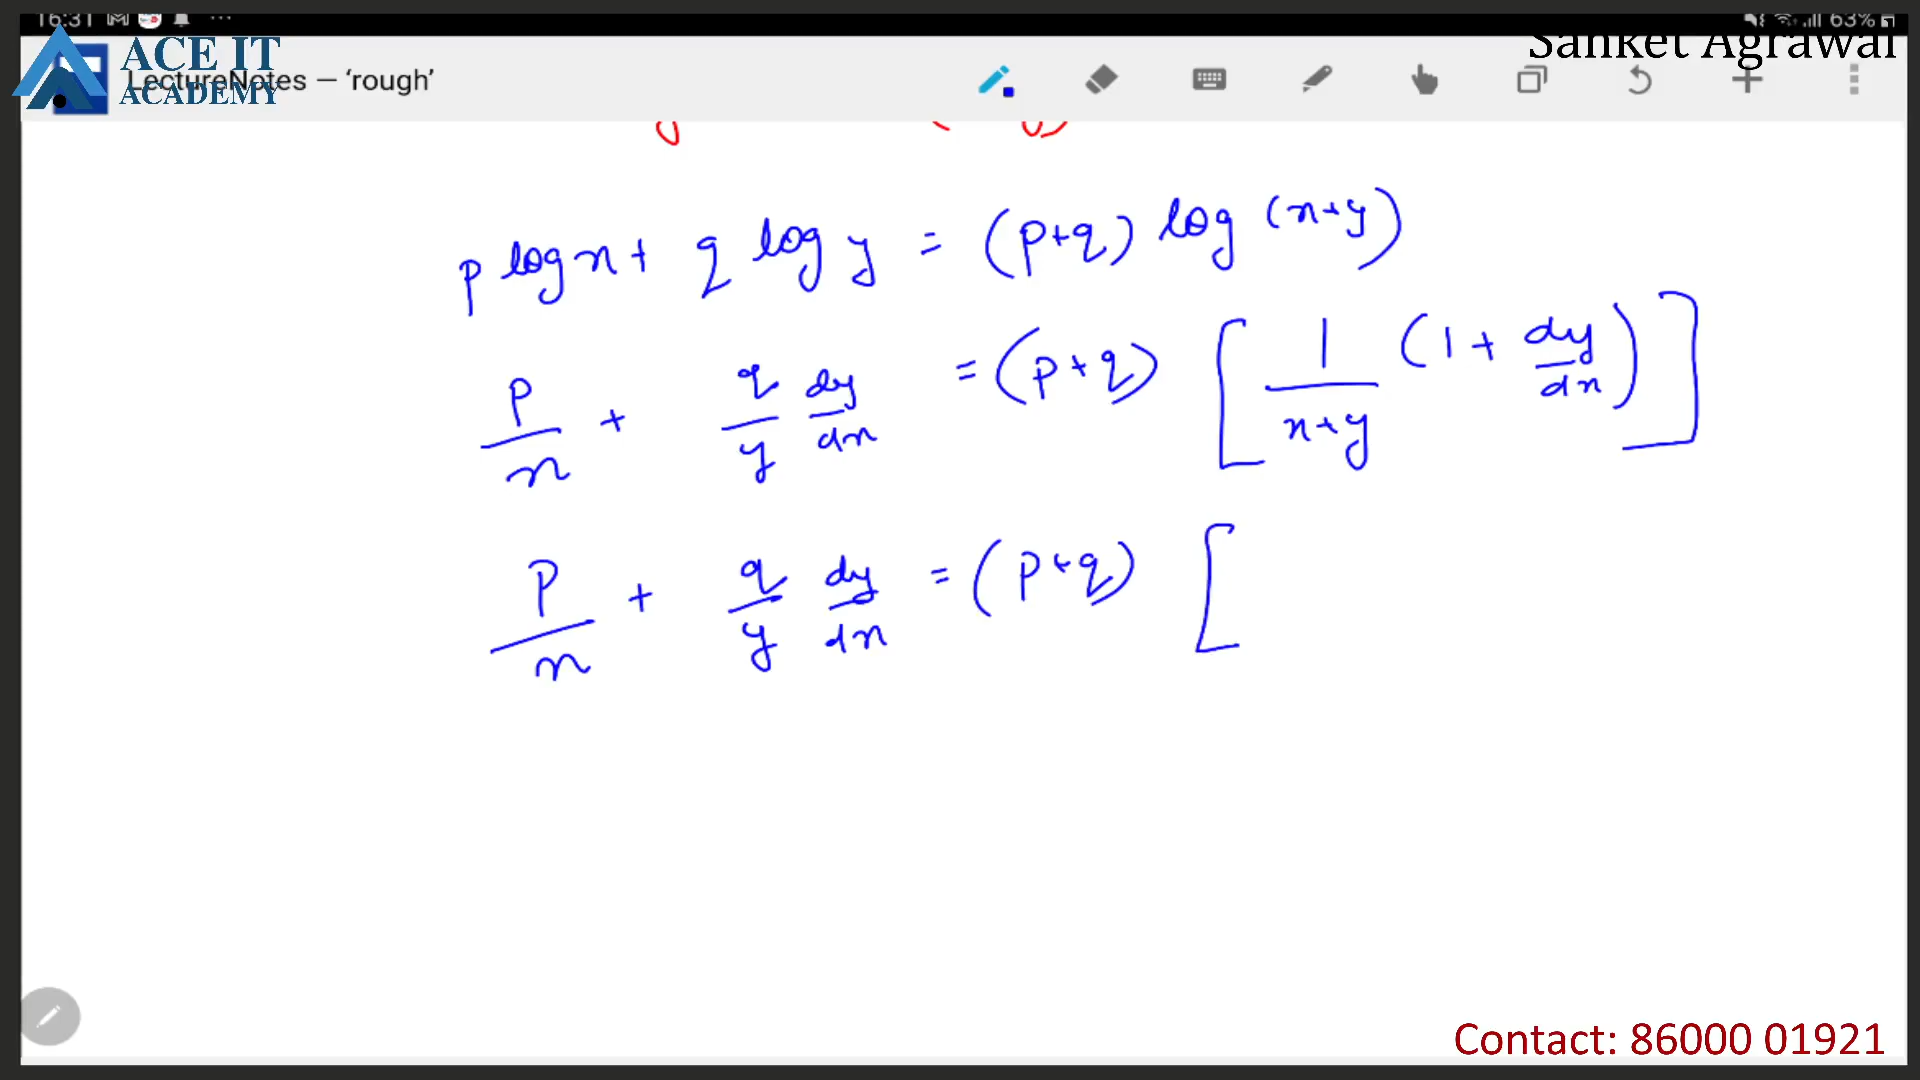 16:31 63%
ACE IT
ACADEMY
LectureNotes — ‘rough’
Sanket Agrawal
p log x + q log y = (p+q) log (x+y)
p/x + q/y dy/dx = (p+q) [ 1/(x+y) (1 + dy/dx) ]
p/x + q/y dy/dx = (p+q) [
Contact: 86000 01921